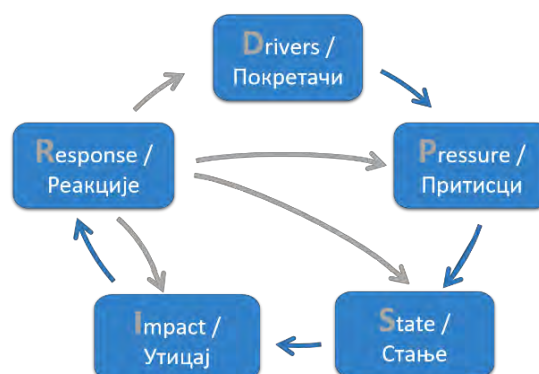 Drivers /
Покретачи
Response /
Реакције
Pressure /
Притисци
Impact /
Утицај
State /
Стање